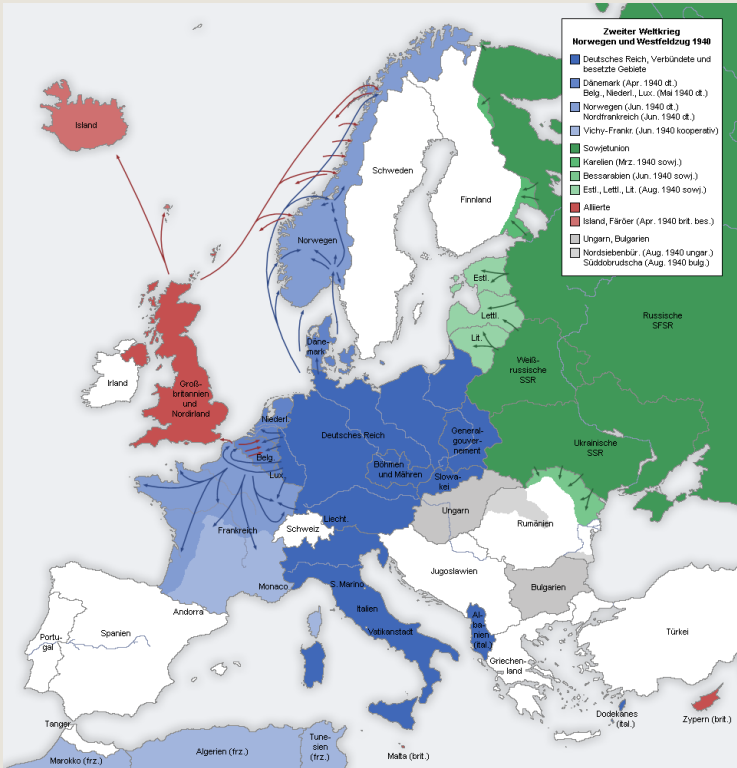 Zweiter Weltkrieg
Norwegen und Westfeldzug 1940
Deutsches Reich, Verbündete und
besetzte Gebiete
Dänemark (Apr. 1940 dt.)
Belg., Niederl., Lux. (Mai 1940 dt.)
Norwegen (Jun. 1940 dt.)
Nordfrankreich (Jun. 1940 dt.)
Vichy-Frankr. (Jun. 1940 kooperativ)
Sowjetunion
Karelien (Mrz. 1940 sowj.)
Bessarabien (Jun. 1940 sowj.)
Estl., Lettl., Lit. (Aug. 1940 sowj.)
Alliierte
Island, Färöer (Apr. 1940 brit. bes.)
Ungarn, Bulgarien
Nordsiebenbür. (Aug. 1940 ungar.)
Süddobrudscha (Aug. 1940 bulg.)
Island
Schweden
Finnland
Norwegen
Estl.
Lettl.
Lit.
Russische
SFSR
Däne-
mark
Weiß-
russische
SSR
Irland
Groß-
britannien
und
Nordirland
Niederl.
Deutsches Reich
General-
gouver-
nement
Belg.
Böhmen
und Mähren
Slowa-
kei
Ukrainische
SSR
Lux.
Ungarn
Liecht.
Schweiz
Frankreich
Rumänien
Jugoslawien
Monaco
S. Marino
Bulgarien
Andorra
Italien
Al-
ba-
nien
(ital.)
Vatikanstadt
Portu-
gal
Spanien
Türkei
Griechen-
land
Tanger
Dodekanes
(ital.)
Zypern (brit.)
Marokko (frz.)
Algerien (frz.)
Tune-
sien
(frz.)
Malta (brit.)